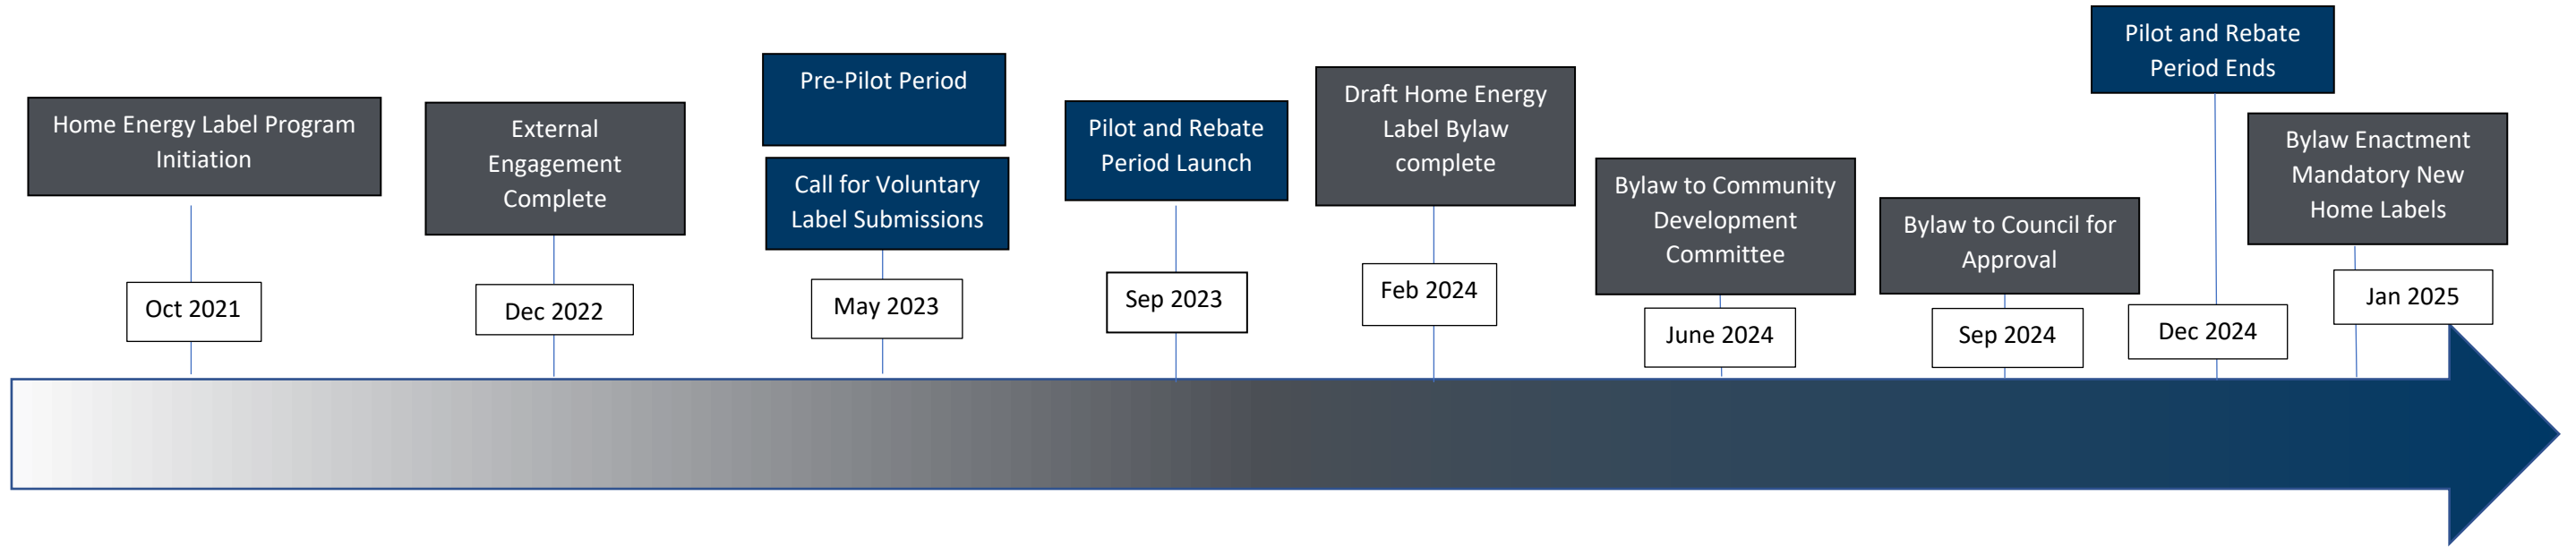 Home Energy Label Program
Initiation
Oct 2021
External
Engagement
Complete
Dec 2022
Pre-Pilot Period
Call for Voluntary
Label Submissions
May 2023
Pilot and Rebate
Period Launch
Sep 2023
Draft Home Energy
Label Bylaw
complete
Feb 2024
Bylaw to Community
Development
Committee
June 2024
Bylaw to Council for
Approval
Sep 2024
Pilot and Rebate
Period Ends
Dec 2024
Bylaw Enactment
Mandatory New
Home Labels
Jan 2025